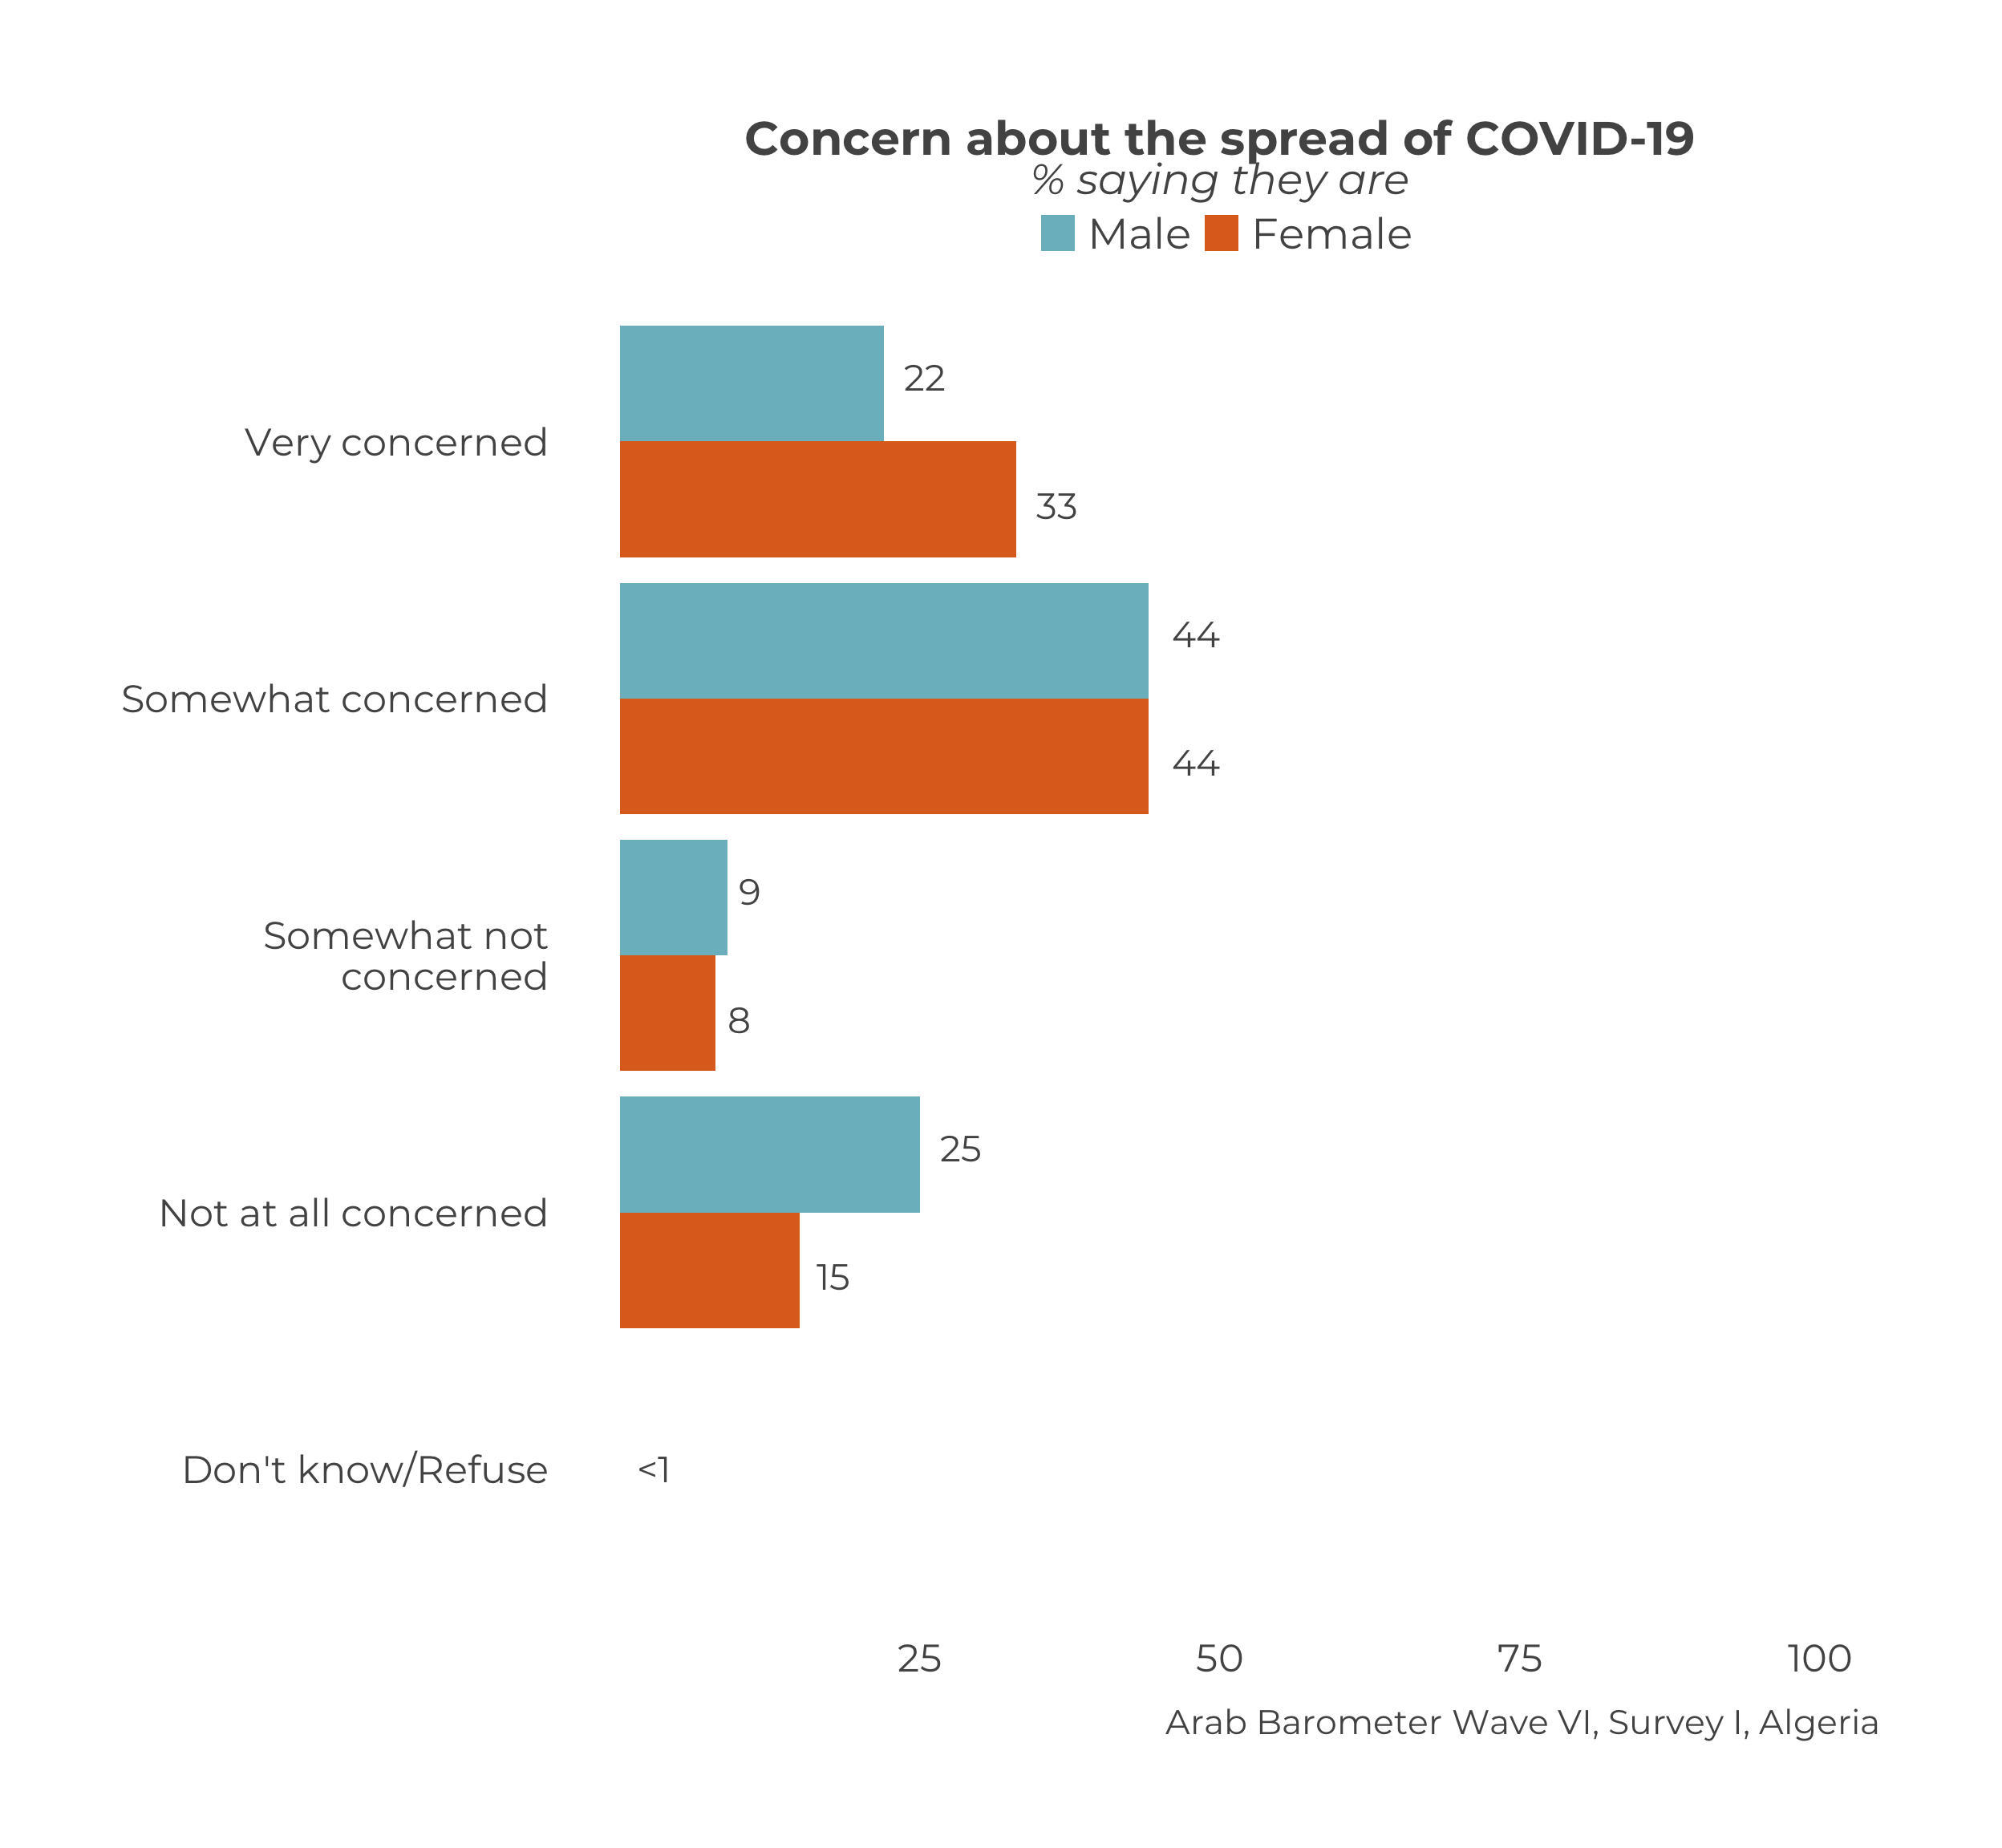 Concern about the spread of COVID-19
% saying they are
Male Female
Very concerned
22
33
Somewhat concerned
44
44
Somewhat not
concerned
9
8
Not at all concerned
25
15
Don't know/Refuse
<1
25 50 75 100
Arab Barometer Wave VI, Survey I, Algeria